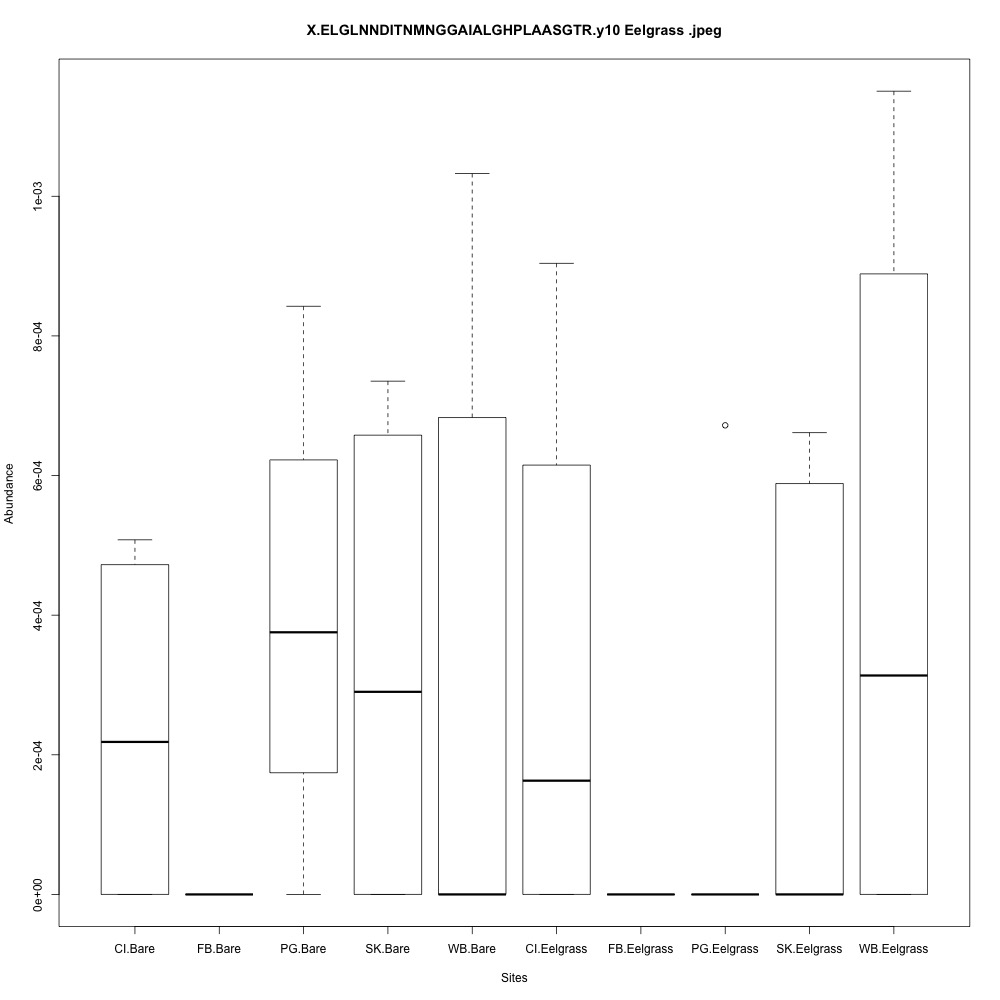 X.ELGLNNDITNMNGGAIALGHPLAASGTR.y10 Eelgrass .jpeg
Abundance
1e-03
8e-04
6e-04
4e-04
2e-04
0e+00
CI.Bare FB.Bare PG.Bare SK.Bare WB.Bare CI.Eelgrass FB.Eelgrass PG.Eelgrass SK.Eelgrass WB.Eelgrass
Sites